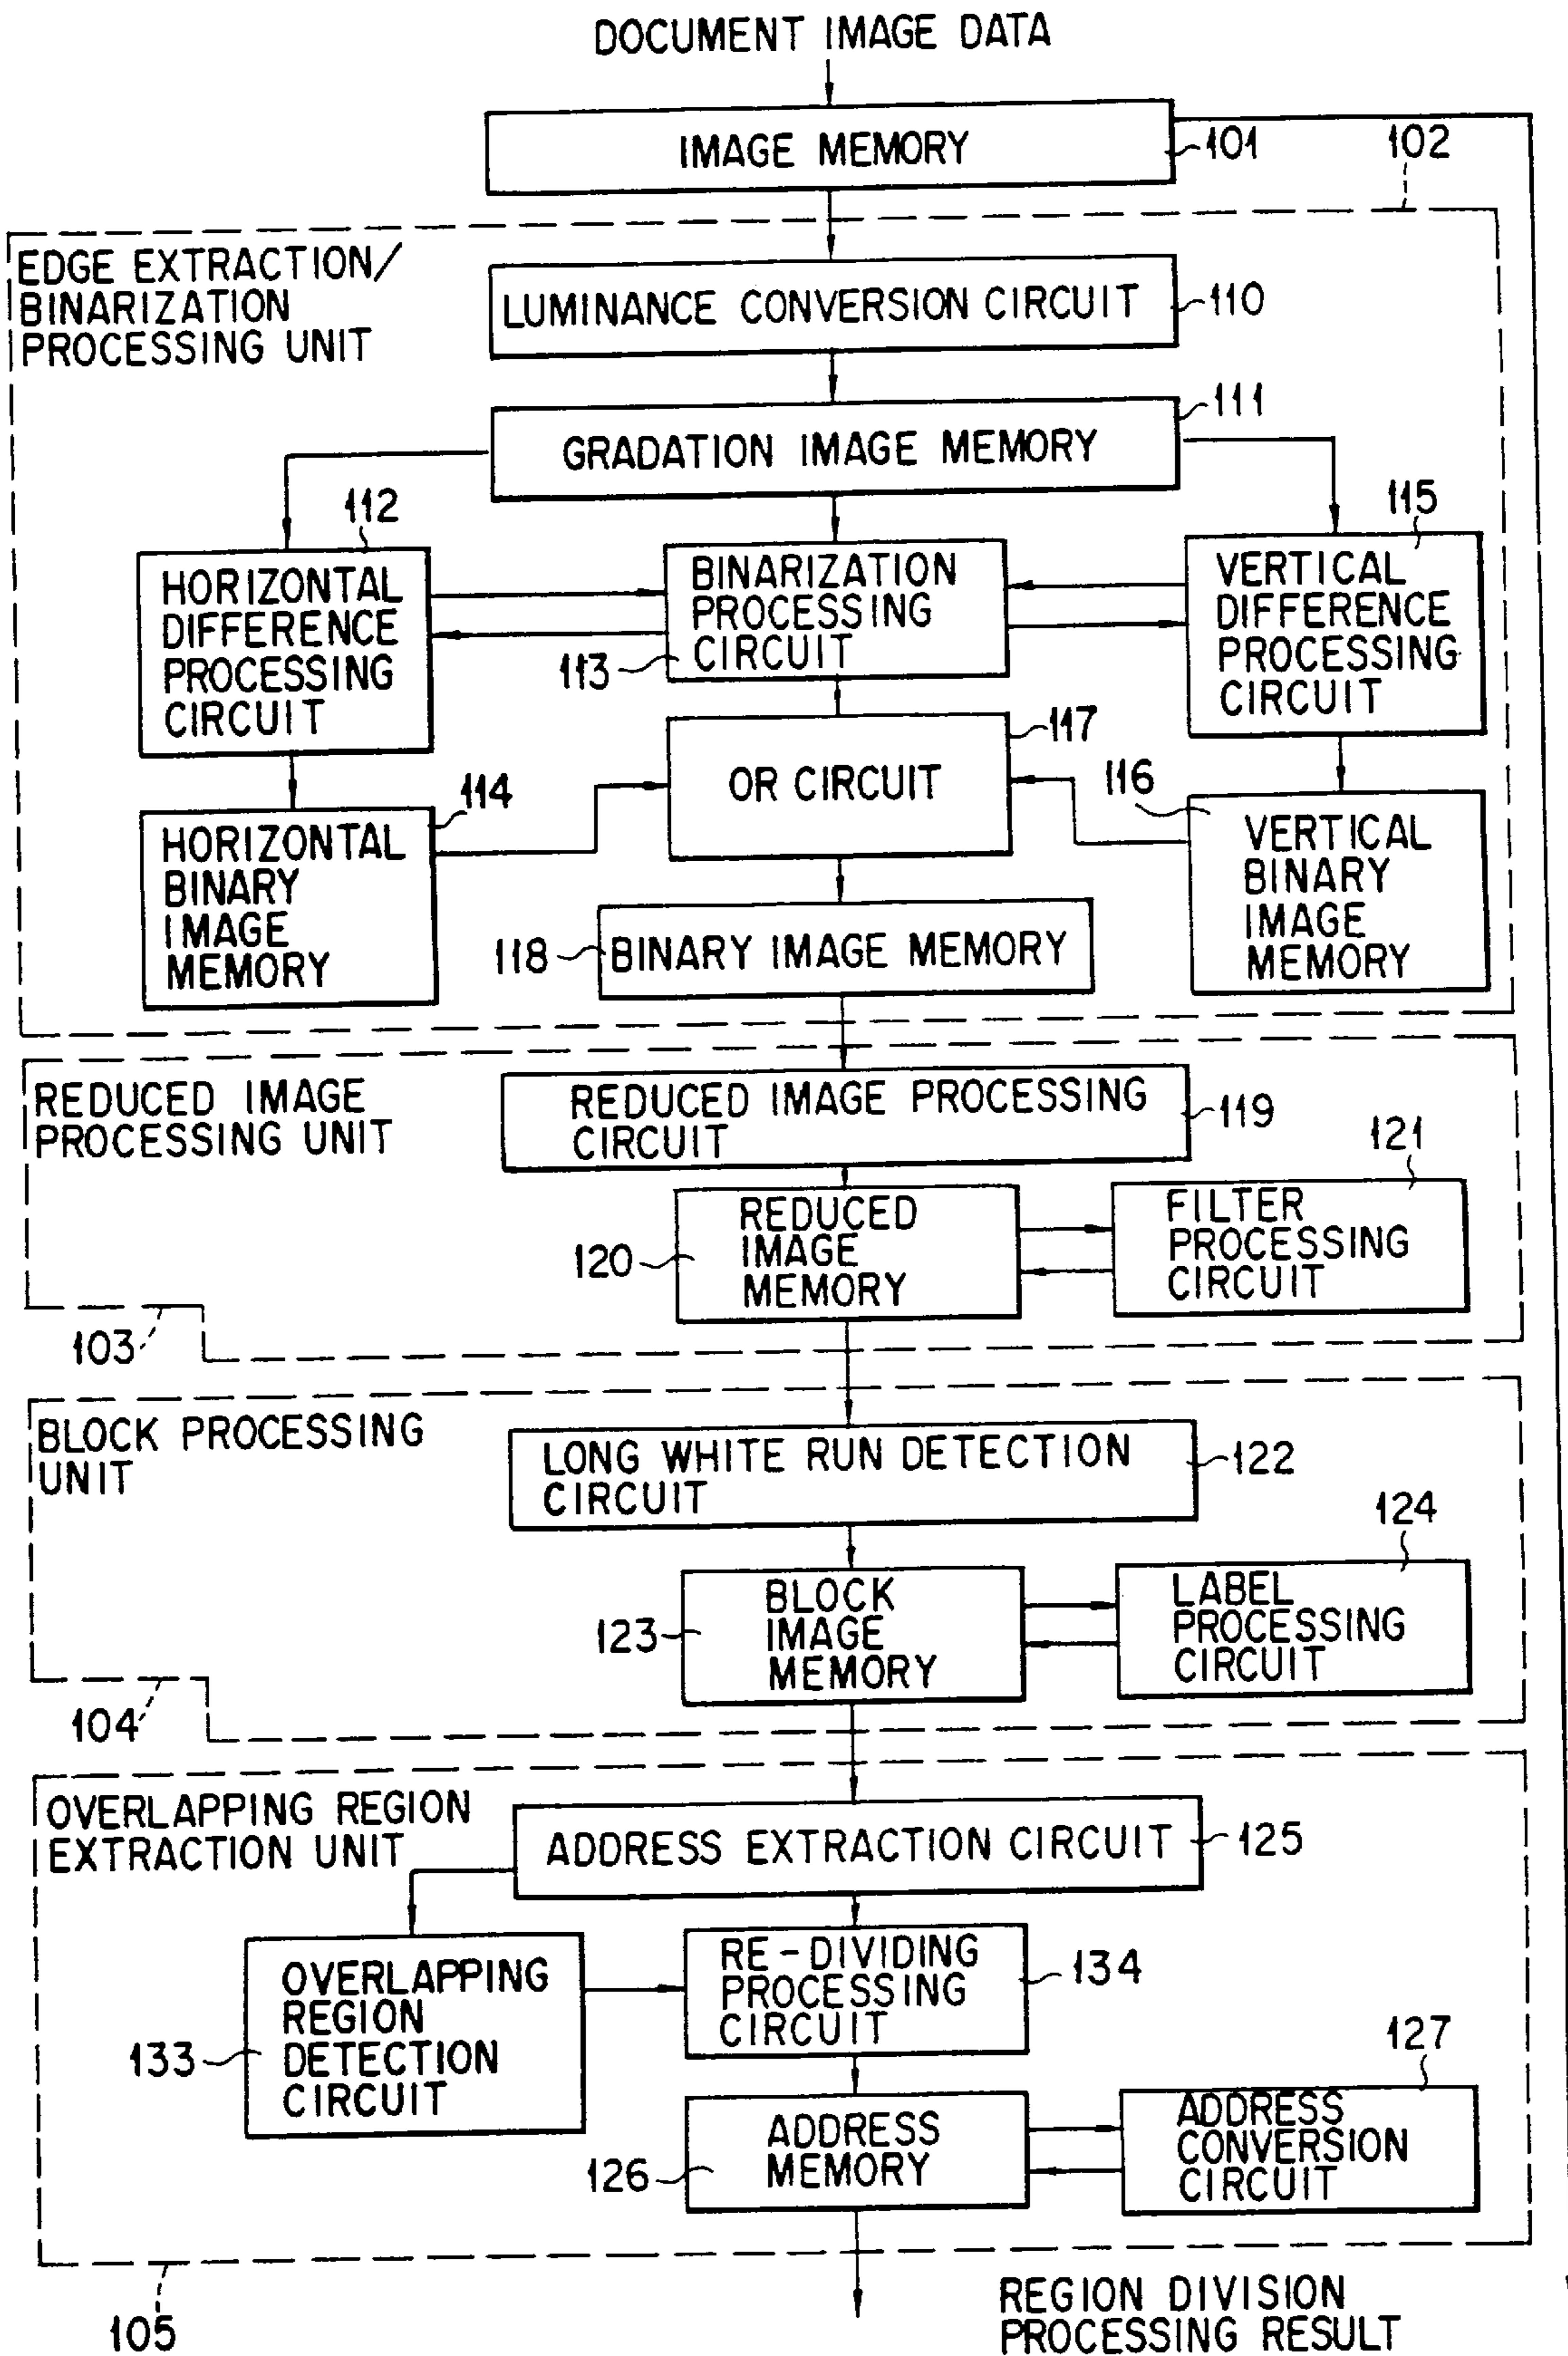 DOCUMENT IMAGE DATA
IMAGE MEMORY
101
102
EDGE EXTRACTION/
BINARIZATION
PROCESSING UNIT
LUMINANCE CONVERSION CIRCUIT
110
111
GRADATION IMAGE MEMORY
112
115
HORIZONTAL
DIFFERENCE
PROCESSING
CIRCUIT
BINARIZATION
PROCESSING
CIRCUIT
113
VERTICAL
DIFFERENCE
PROCESSING
CIRCUIT
117
OR CIRCUIT
114
116
HORIZONTAL
BINARY
IMAGE
MEMORY
VERTICAL
BINARY
IMAGE
MEMORY
118
BINARY IMAGE MEMORY
REDUCED IMAGE
PROCESSING UNIT
REDUCED IMAGE PROCESSING
CIRCUIT
119
121
REDUCED
IMAGE
MEMORY
120
FILTER
PROCESSING
CIRCUIT
103
BLOCK PROCESSING
UNIT
LONG WHITE RUN DETECTION
CIRCUIT
122
124
BLOCK
IMAGE
MEMORY
123
LABEL
PROCESSING
CIRCUIT
104
OVERLAPPING REGION
EXTRACTION UNIT
ADDRESS EXTRACTION CIRCUIT
125
OVERLAPPING
REGION
DETECTION
CIRCUIT
133
RE-DIVIDING
PROCESSING
CIRCUIT
134
127
ADDRESS
MEMORY
126
ADDRESS
CONVERSION
CIRCUIT
105
REGION DIVISION
PROCESSING RESULT